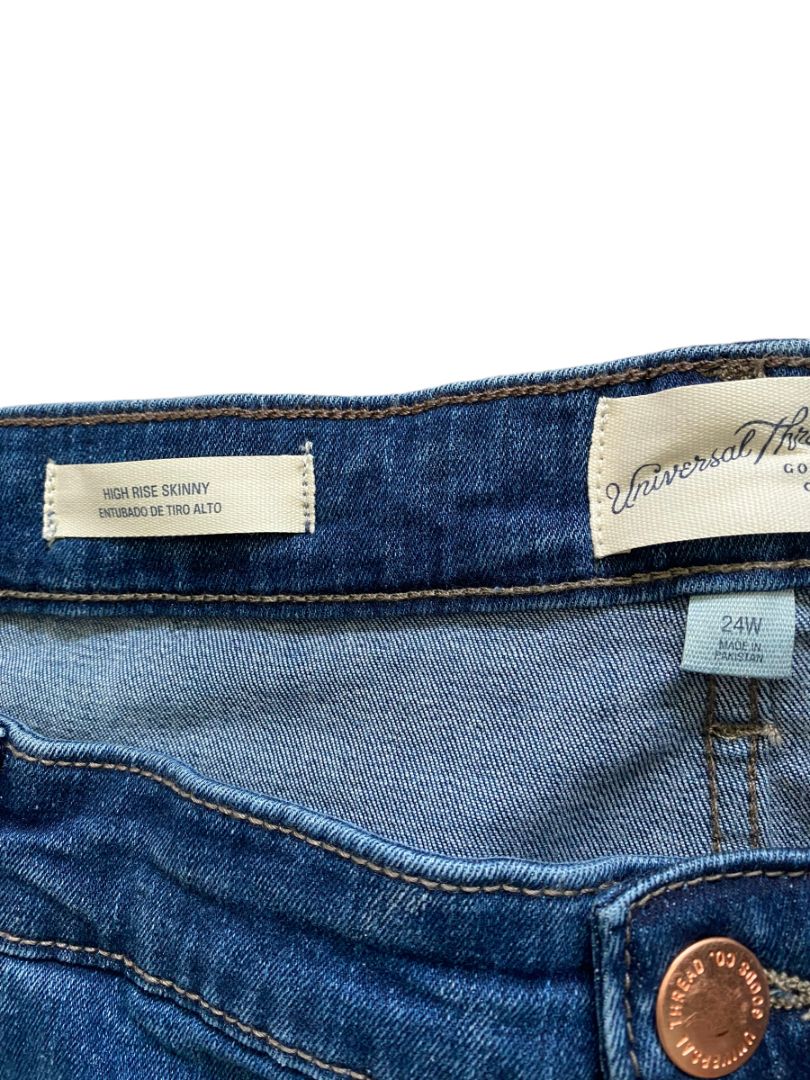 HIGH RISE SKINNY
ENTUBADO DE TIRO ALTO
Universal Thr
GO
24W
MADE IN
PAKISTAN
UNIVERSAL THREAD GOODS CO.